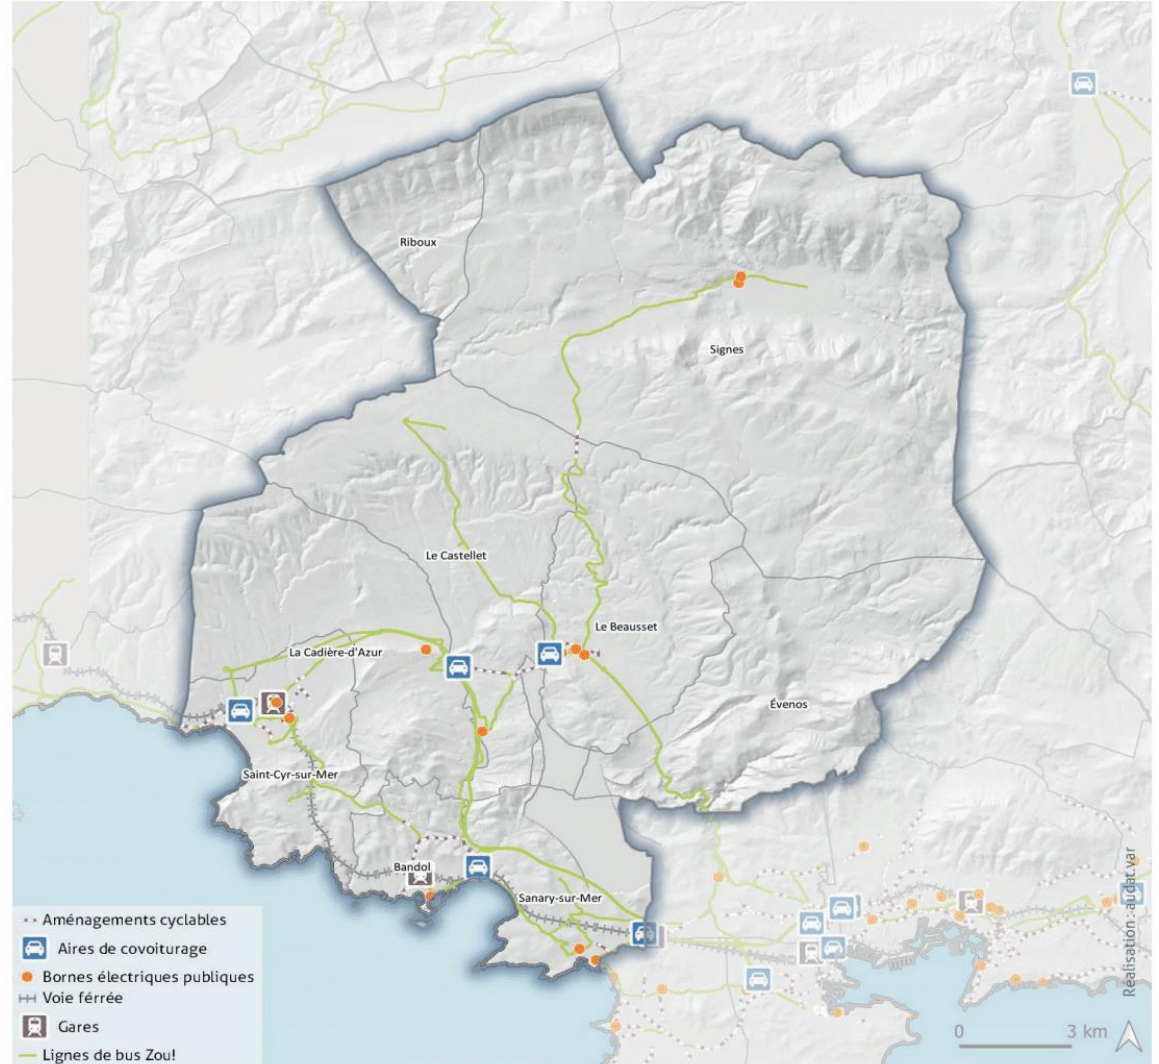 Riboux
Signes
Le Castellet
Le Beausset
La Cadière-d'Azur
Évenos
Saint-Cyr-sur-Mer
Bandol
Sanary-sur-Mer
Aménagements cyclables
Aires de covoiturage
Bornes électriques publiques
Voie férrée
Gares
Lignes de bus Zou!
0 3 km
Réalisation : audat.var